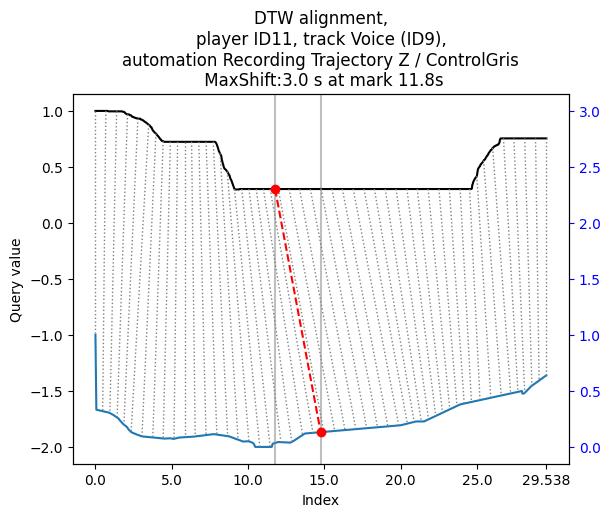 DTW alignment,
player ID11, track Voice (ID9),
automation Recording Trajectory Z / ControlGris
MaxShift:3.0 s at mark 11.8s
1.0
0.5
0.0
−0.5
−1.0
−1.5
−2.0
Query value
3.0
2.5
2.0
1.5
1.0
0.5
0.0
0.0 5.0 10.0 15.0 20.0 25.0 29.538
Index